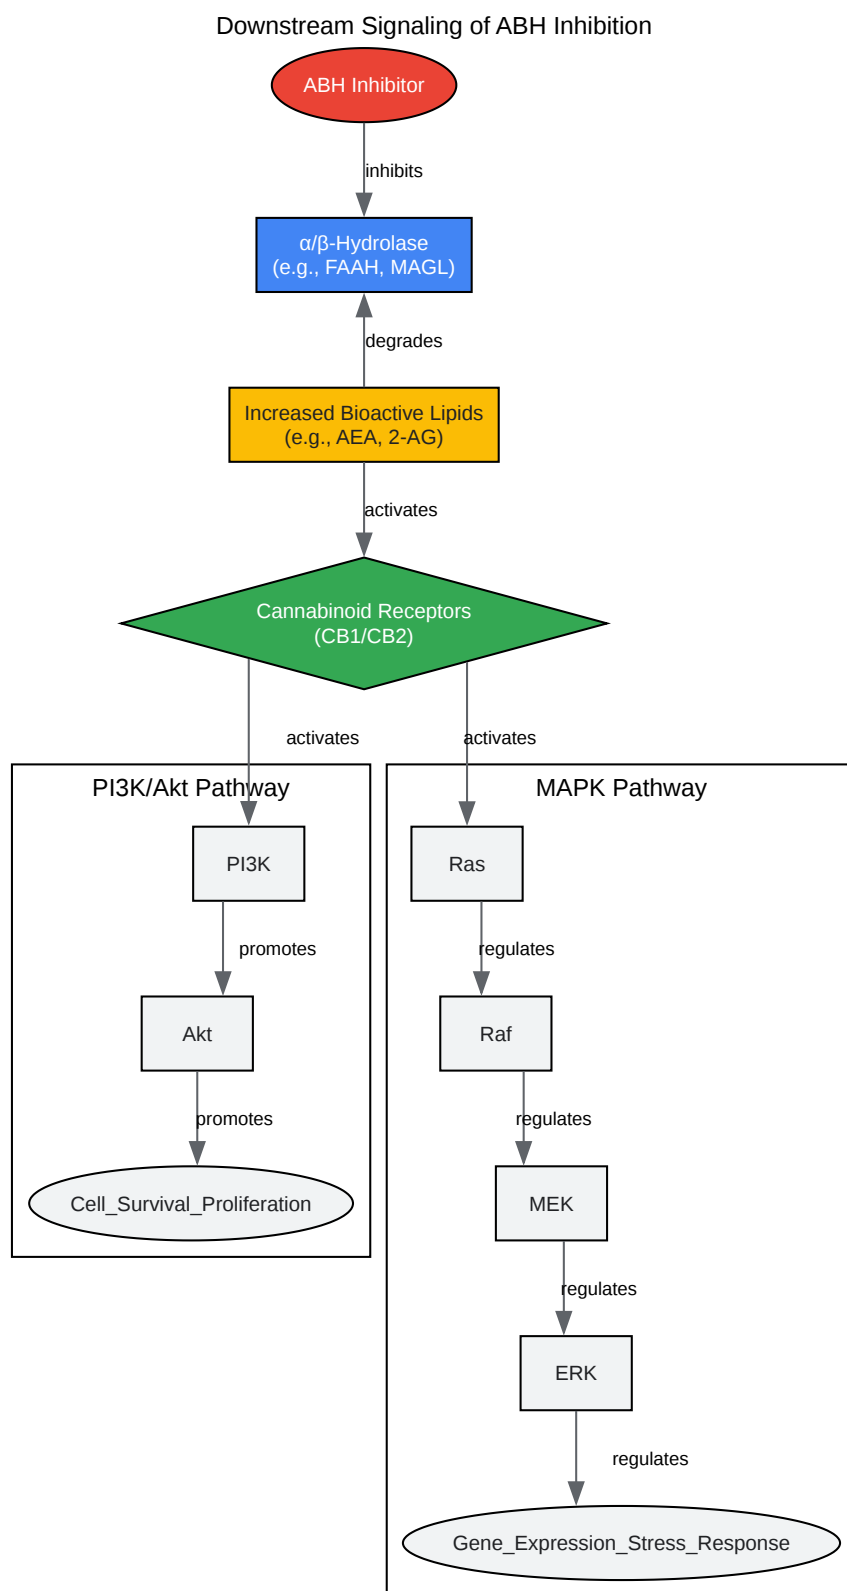 Downstream Signaling of ABH Inhibition
ABH Inhibitor
inhibits
α/β-Hydrolase
(e.g., FAAH, MAGL)
degrades
Increased Bioactive Lipids
(e.g., AEA, 2-AG)
activates
Cannabinoid Receptors
(CB1/CB2)
activates
activates
PI3K/Akt Pathway
PI3K
promotes
Akt
promotes
Cell_Survival_Proliferation
MAPK Pathway
Ras
regulates
Raf
regulates
MEK
regulates
ERK
regulates
Gene_Expression_Stress_Response